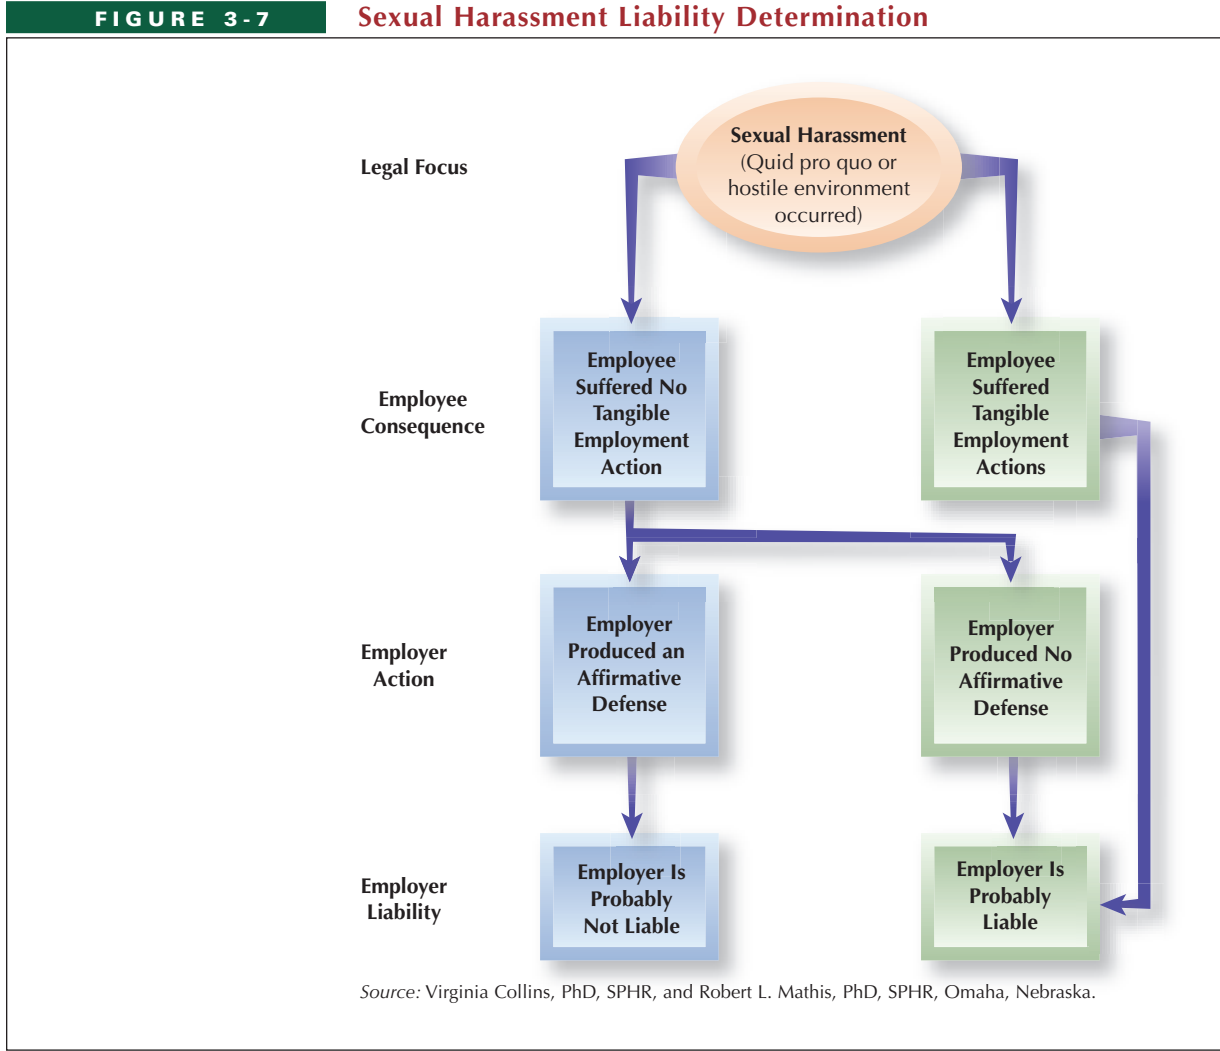 FIGURE 3-7
Sexual Harassment Liability Determination
Legal Focus
Sexual Harassment
(Quid pro quo or
hostile environment
occurred)
Employee
Consequence
Employee
Suffered No
Tangible
Employment
Action
Employee
Suffered
Tangible
Employment
Actions
Employer
Action
Employer
Produced an
Affirmative
Defense
Employer
Produced No
Affirmative
Defense
Employer
Liability
Employer Is
Probably
Not Liable
Employer Is
Probably
Liable
Source: Virginia Collins, PhD, SPHR, and Robert L. Mathis, PhD, SPHR, Omaha, Nebraska.